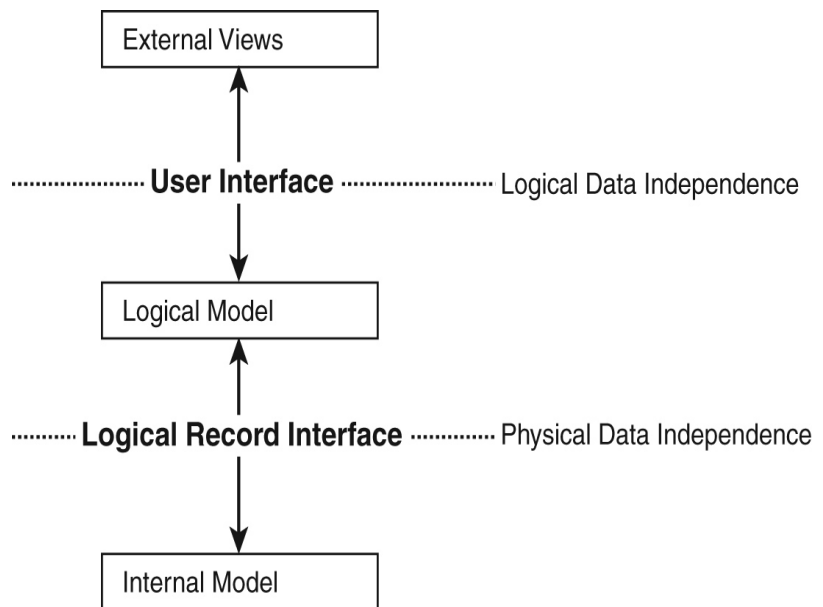 External Views
User Interface
Logical Data Independence
Logical Model
Logical Record Interface
Physical Data Independence
Internal Model